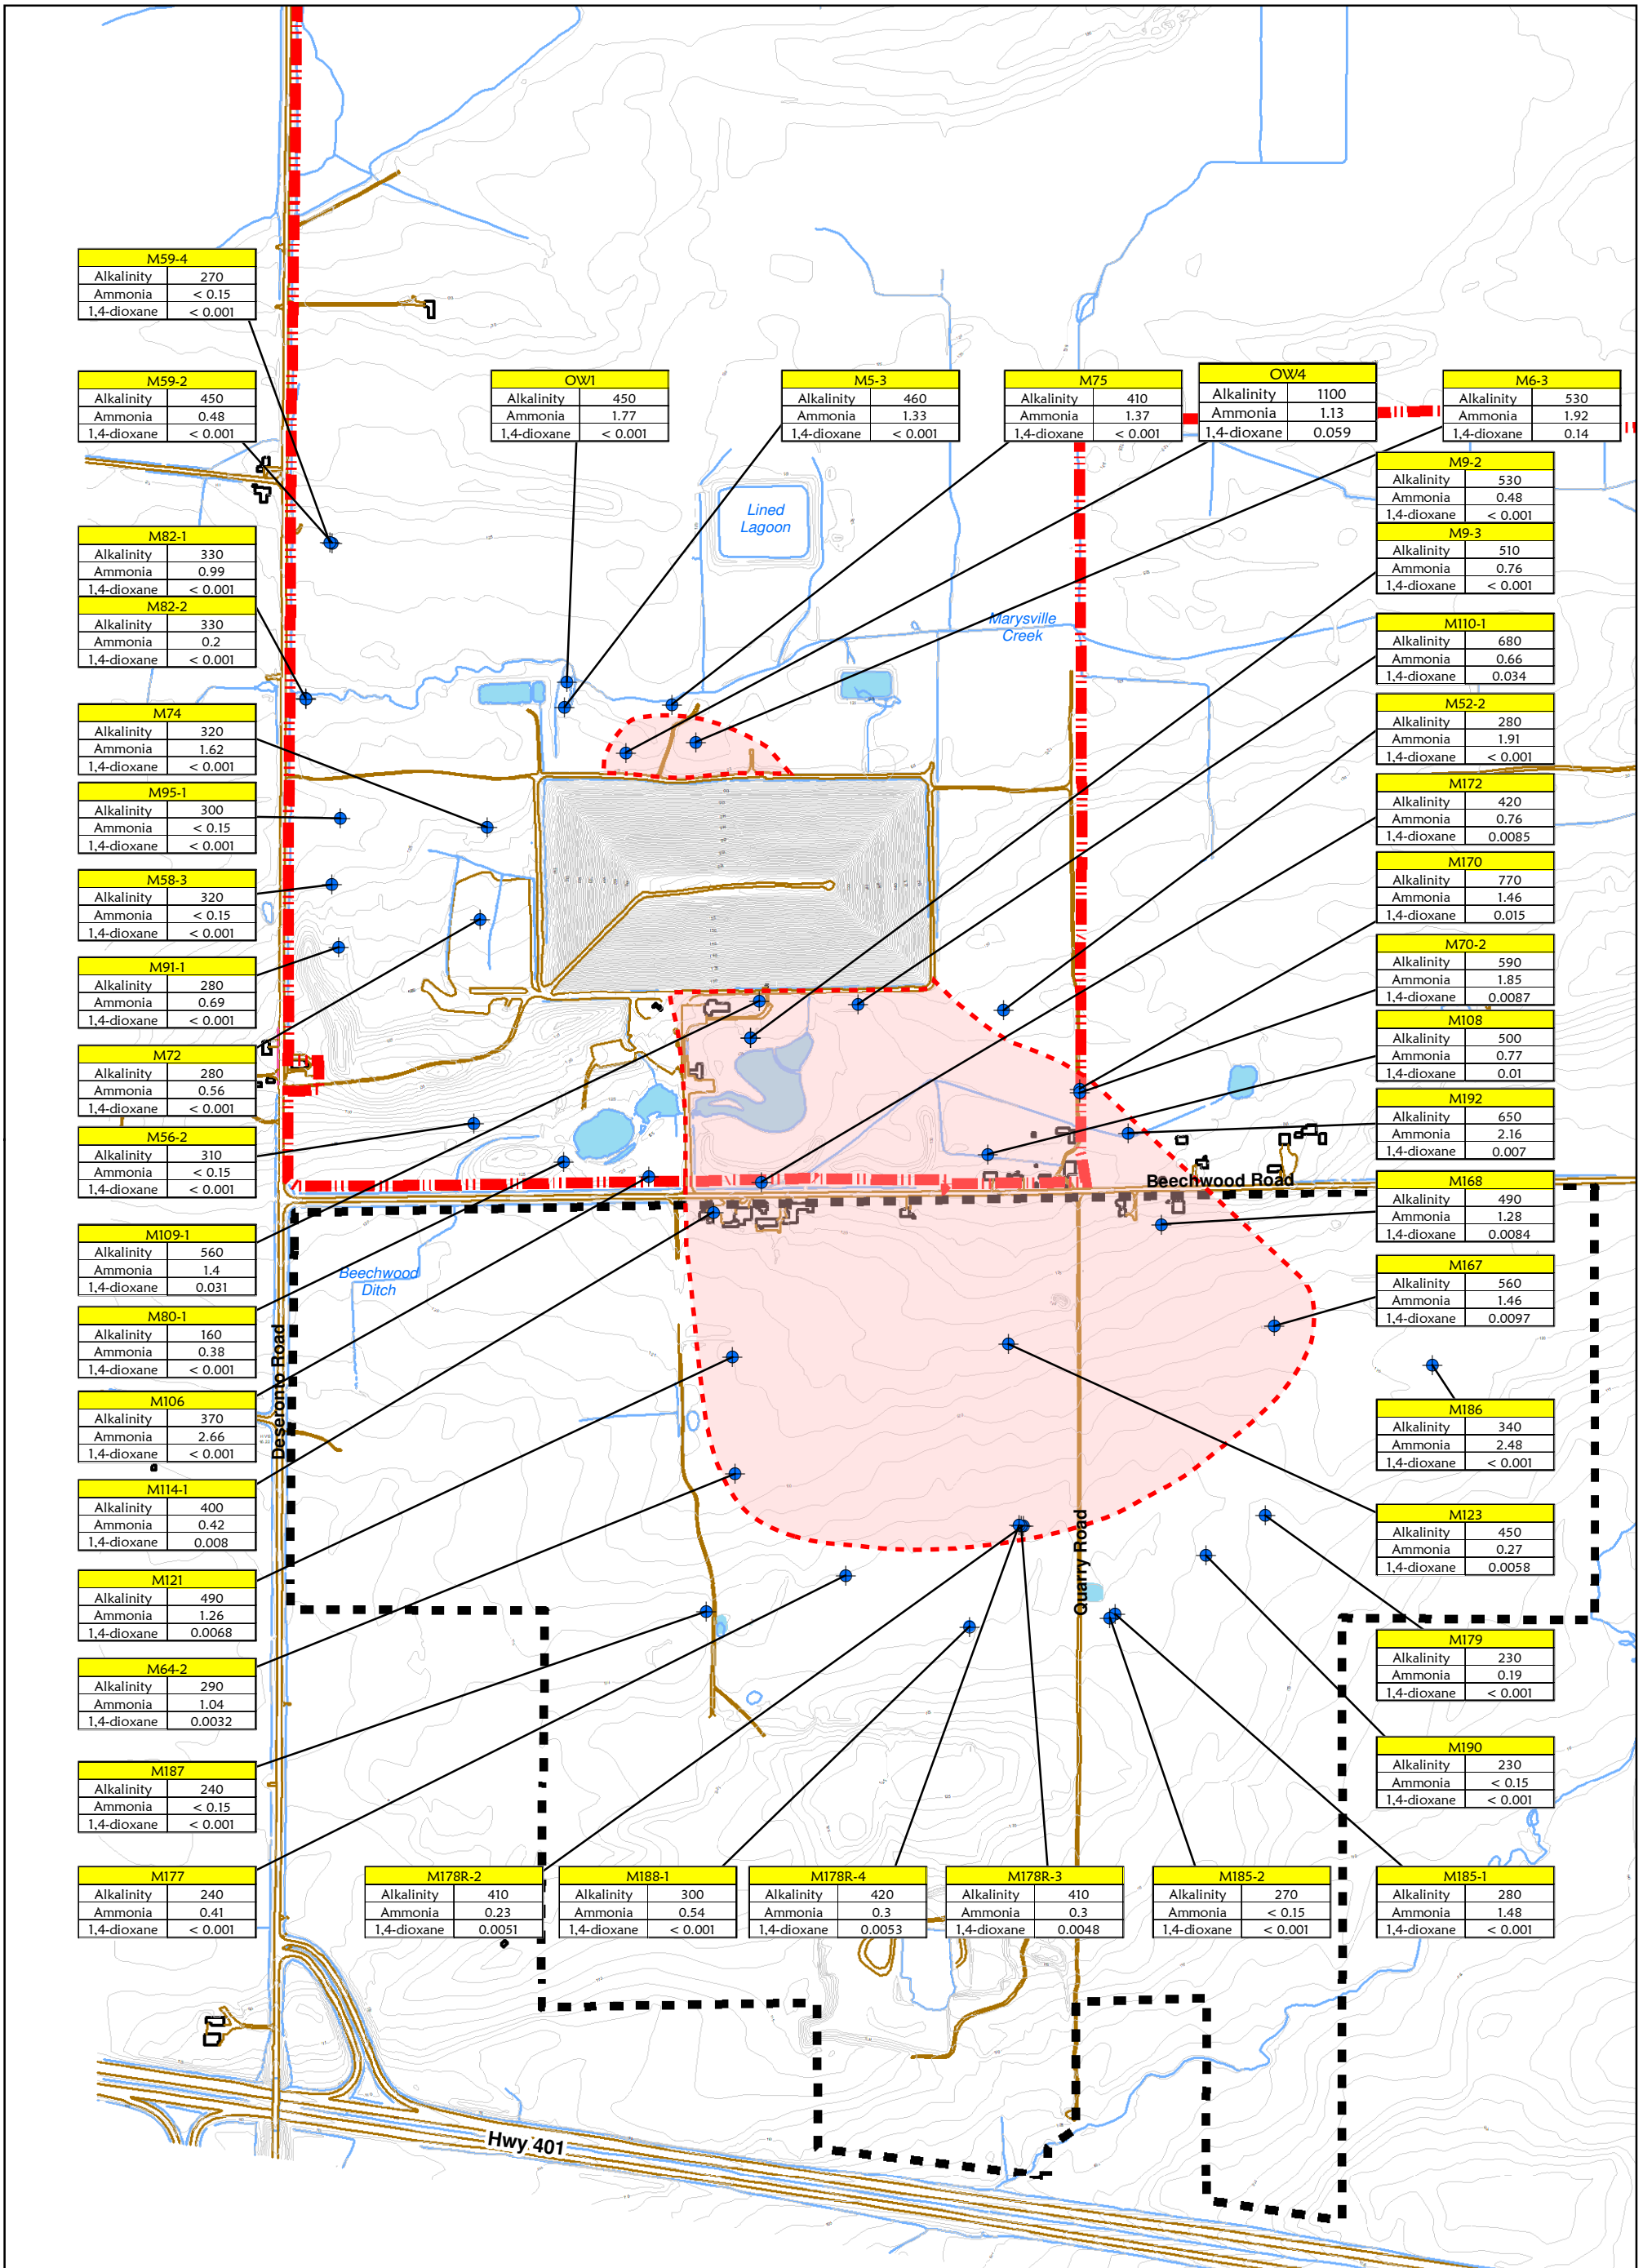 M59-4
Alkalinity 270
Ammonia < 0.15
1,4-dioxane < 0.001
M59-2
Alkalinity 450
Ammonia 0.48
1,4-dioxane < 0.001
OW1
Alkalinity 450
Ammonia 1.77
1,4-dioxane < 0.001
M5-3
Alkalinity 460
Ammonia 1.33
1,4-dioxane < 0.001
M75
Alkalinity 410
Ammonia 1.37
1,4-dioxane < 0.001
OW4
Alkalinity 1100
Ammonia 1.13
1,4-dioxane 0.059
M6-3
Alkalinity 530
Ammonia 1.92
1,4-dioxane 0.14
M9-2
Alkalinity 530
Ammonia 0.48
1,4-dioxane < 0.001
M9-3
Alkalinity 510
Ammonia 0.76
1,4-dioxane < 0.001
Lined
Lagoon
Marysville
Creek
M82-1
Alkalinity 330
Ammonia 0.99
1,4-dioxane < 0.001
M82-2
Alkalinity 330
Ammonia 0.2
1,4-dioxane < 0.001
M110-1
Alkalinity 680
Ammonia 0.66
1,4-dioxane 0.034
M52-2
Alkalinity 280
Ammonia 1.91
1,4-dioxane < 0.001
M74
Alkalinity 320
Ammonia 1.62
1,4-dioxane < 0.001
M172
Alkalinity 420
Ammonia 0.76
1,4-dioxane 0.0085
M95-1
Alkalinity 300
Ammonia < 0.15
1,4-dioxane < 0.001
M170
Alkalinity 770
Ammonia 1.46
1,4-dioxane 0.015
M58-3
Alkalinity 320
Ammonia < 0.15
1,4-dioxane < 0.001
M70-2
Alkalinity 590
Ammonia 1.85
1,4-dioxane 0.0087
M91-1
Alkalinity 280
Ammonia 0.69
1,4-dioxane < 0.001
M108
Alkalinity 500
Ammonia 0.77
1,4-dioxane 0.01
M72
Alkalinity 280
Ammonia 0.56
1,4-dioxane < 0.001
M192
Alkalinity 650
Ammonia 2.16
1,4-dioxane 0.007
M56-2
Alkalinity 310
Ammonia < 0.15
1,4-dioxane < 0.001
Beechwood Road
M168
Alkalinity 490
Ammonia 1.28
1,4-dioxane 0.0084
M109-1
Alkalinity 560
Ammonia 1.4
1,4-dioxane 0.031
Beechwood
Ditch
M167
Alkalinity 560
Ammonia 1.46
1,4-dioxane 0.0097
M80-1
Alkalinity 160
Ammonia 0.38
1,4-dioxane < 0.001
Deseronto Road
M106
Alkalinity 370
Ammonia 2.66
1,4-dioxane < 0.001
M186
Alkalinity 340
Ammonia 2.48
1,4-dioxane < 0.001
M114-1
Alkalinity 400
Ammonia 0.42
1,4-dioxane 0.008
M123
Alkalinity 450
Ammonia 0.27
1,4-dioxane 0.0058
Quarry Road
M121
Alkalinity 490
Ammonia 1.26
1,4-dioxane 0.0068
M179
Alkalinity 230
Ammonia 0.19
1,4-dioxane < 0.001
M64-2
Alkalinity 290
Ammonia 1.04
1,4-dioxane 0.0032
M190
Alkalinity 230
Ammonia < 0.15
1,4-dioxane < 0.001
M187
Alkalinity 240
Ammonia < 0.15
1,4-dioxane < 0.001
M177
Alkalinity 240
Ammonia 0.41
1,4-dioxane < 0.001
M178R-2
Alkalinity 410
Ammonia 0.23
1,4-dioxane 0.0051
M188-1
Alkalinity 300
Ammonia 0.54
1,4-dioxane < 0.001
M178R-4
Alkalinity 420
Ammonia 0.3
1,4-dioxane 0.0053
M178R-3
Alkalinity 410
Ammonia 0.3
1,4-dioxane 0.0048
M185-2
Alkalinity 270
Ammonia < 0.15
1,4-dioxane < 0.001
M185-1
Alkalinity 280
Ammonia 1.48
1,4-dioxane < 0.001
Hwy 401